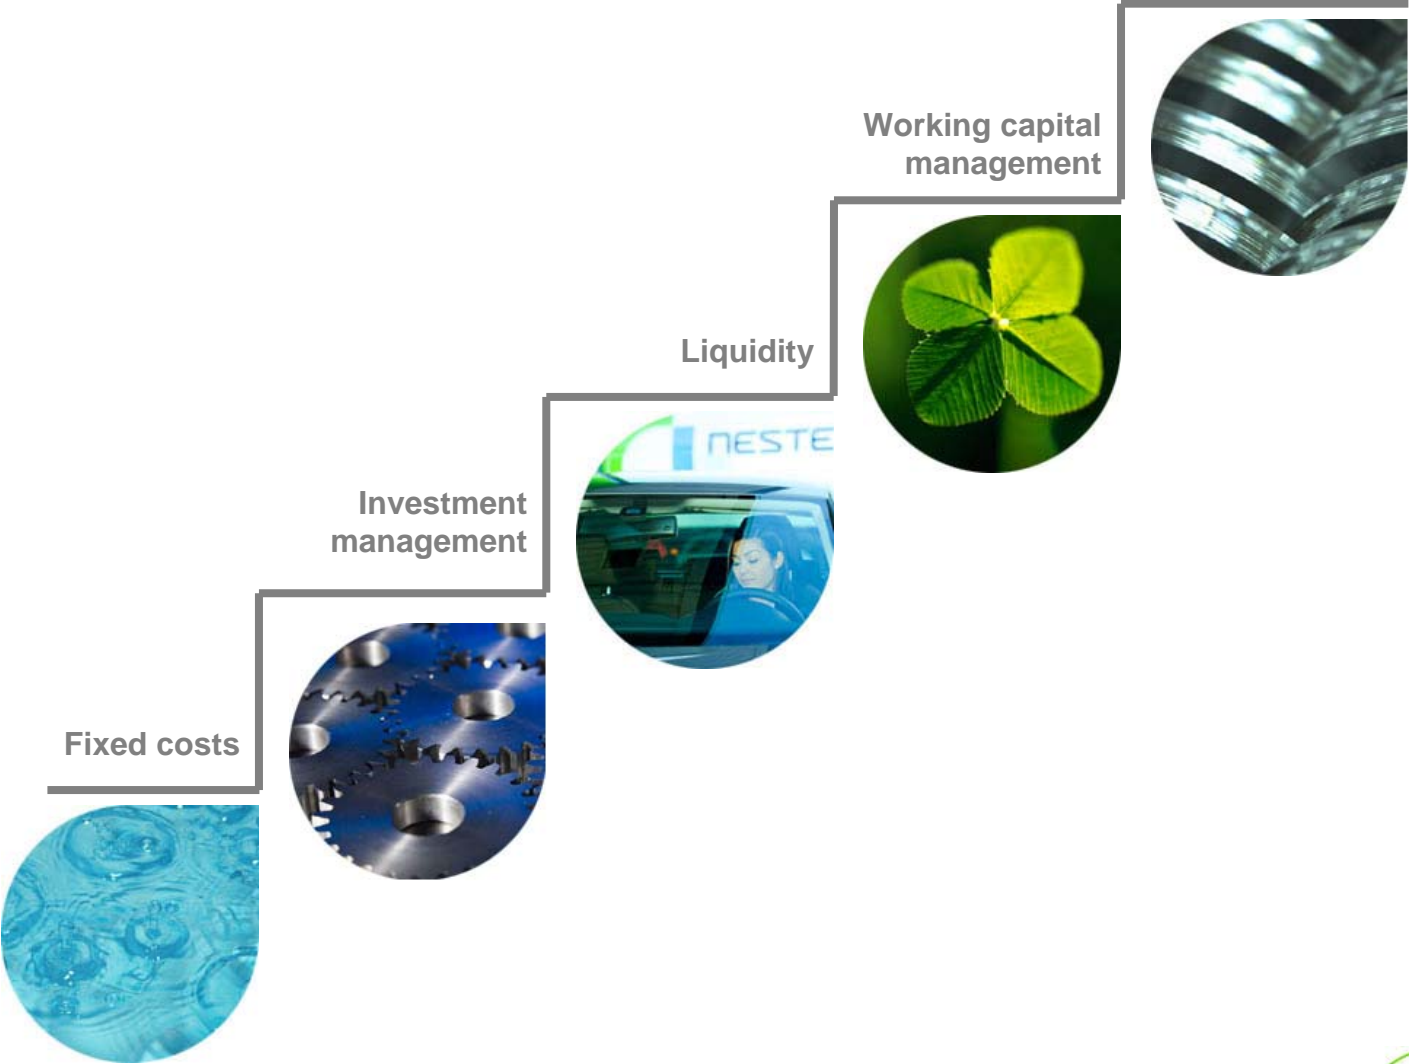 Working capital
management
Liquidity
NESTE
Investment
management
Fixed costs